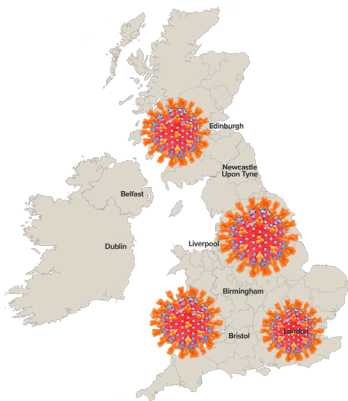 Edinburgh
Newcastle
Upon Tyne
Belfast
Liverpool
Dublin
Birmingham
Bristol
London